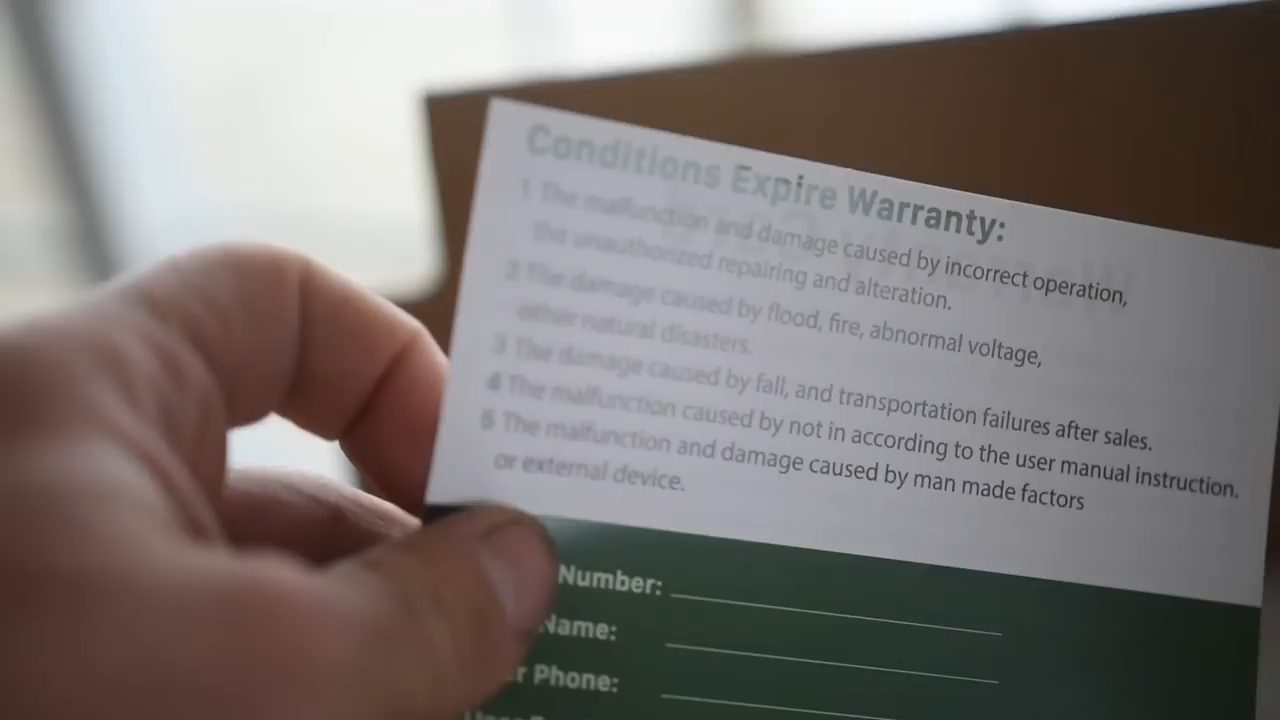 Conditions Expire Warranty:
1 The malfunction and damage caused by incorrect operation,
the unauthorized repairing and alteration.
2 The damage caused by flood, fire, abnormal voltage,
other natural disasters.
3 The damage caused by fall, and transportation failures after sales.
4 The malfunction caused by not in according to the user manual instruction.
5 The malfunction and damage caused by man made factors
or external device.
Number:
Name:
r Phone: